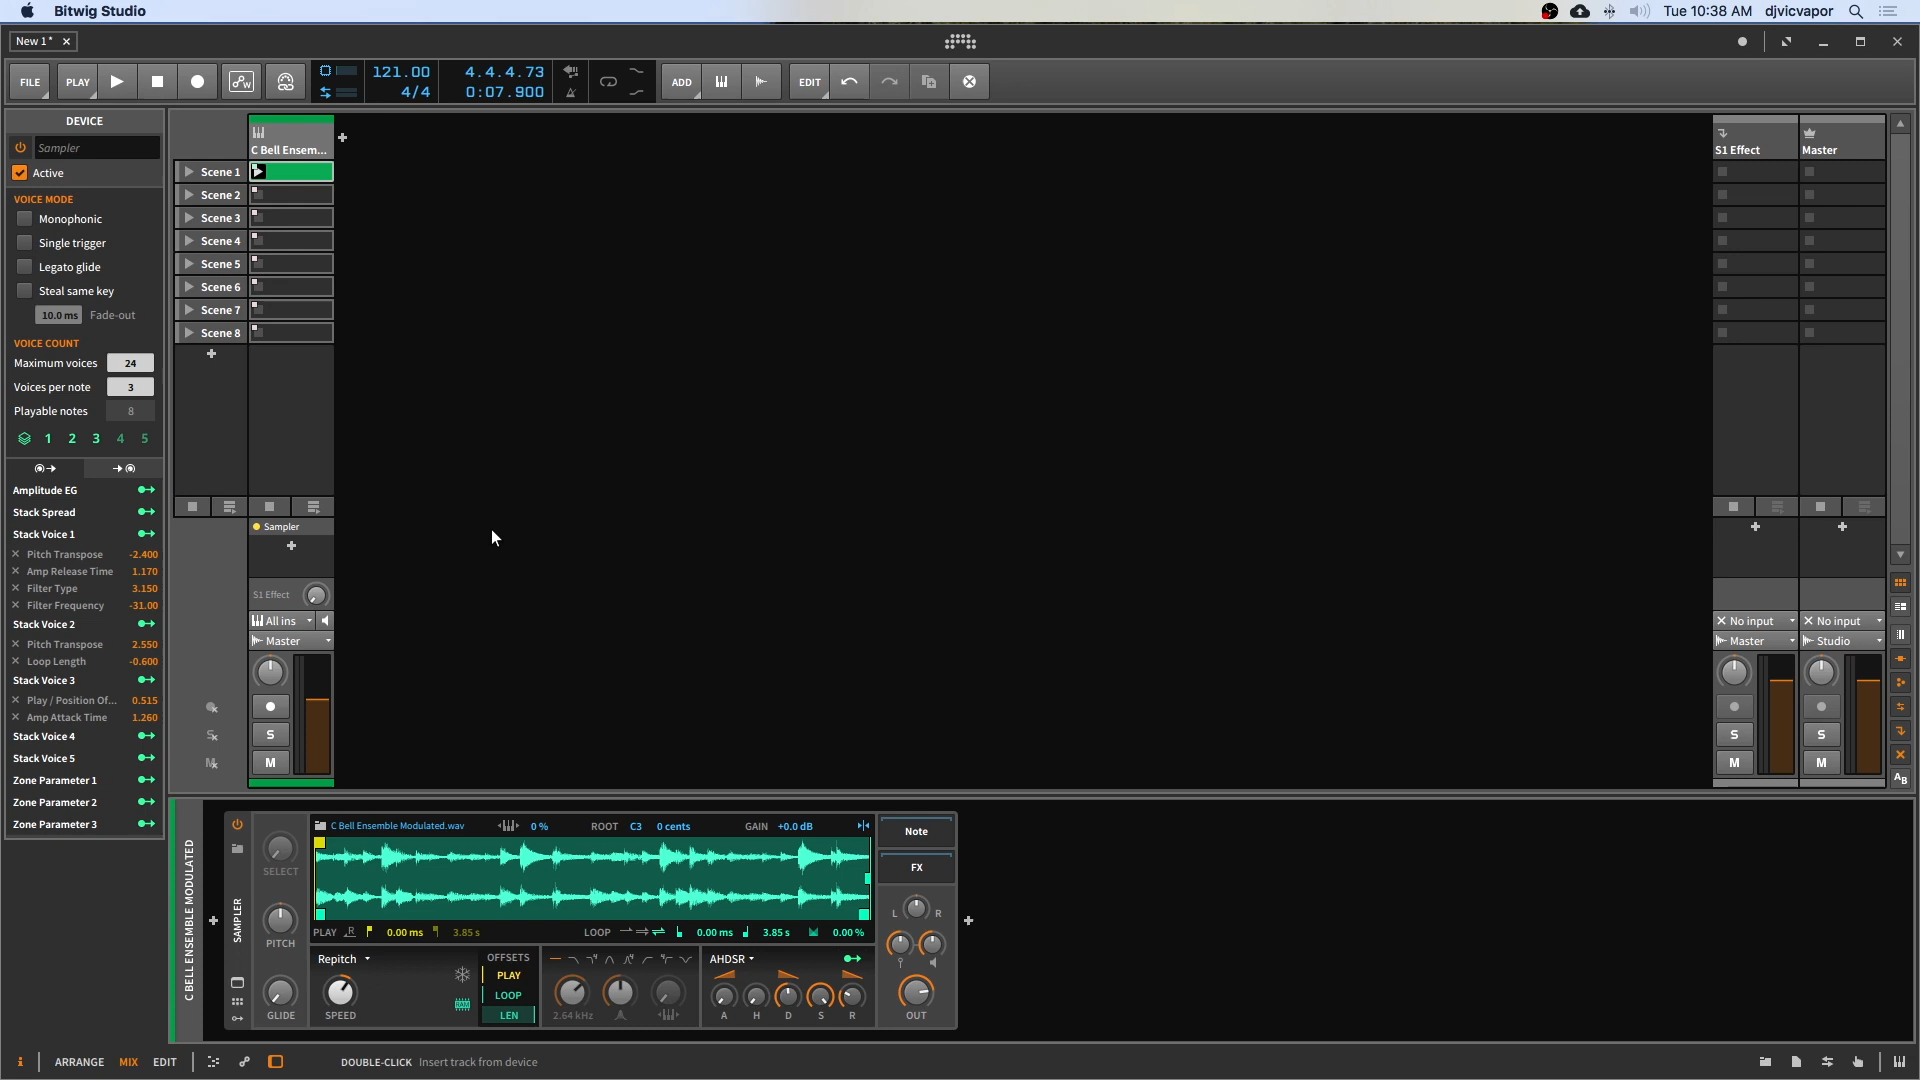 Bitwig Studio
Tue 10:38 AM djvicvapor
New 1*
FILE PLAY 121.00 4.4.4.73 ADD EDIT
4/4 0:07.900
DEVICE
Sampler
Active
VOICE MODE
Monophonic
Single trigger
Legato glide
Steal same key
10.0 ms Fade-out
VOICE COUNT
Maximum voices 24
Voices per note 3
Playable notes 8
1 2 3 4 5
Amplitude EG
Stack Spread
Stack Voice 1
Pitch Transpose -2.400
Amp Release Time 1.170
Filter Type 3.150
Filter Frequency -31.00
Stack Voice 2
Pitch Transpose 2.550
Loop Length -0.600
Stack Voice 3
Play / Position Of... 0.515
Amp Attack Time 1.260
Stack Voice 4
Stack Voice 5
Zone Parameter 1
Zone Parameter 2
Zone Parameter 3
C Bell Ensem...
Scene 1
Scene 2
Scene 3
Scene 4
Scene 5
Scene 6
Scene 7
Scene 8
Sampler
S1 Effect
All ins
Master
S
M
S1 Effect
No input
Master
S
M
Master
No input
Studio
S
M
AB
C BELL ENSEMBLE MODULATED
SAMPLER
SELECT
PITCH
GLIDE
C Bell Ensemble Modulated.wav 0 % ROOT C3 0 cents GAIN +0.0 dB
PLAY R 0.00 ms 3.85 s LOOP 0.00 ms 3.85 s 0.00 %
Repitch
SPEED
OFFSETS
PLAY
LOOP
LEN
2.64 kHz
AHDSR
A H D S R
Note
FX
L R
OUT
i ARRANGE MIX EDIT DOUBLE-CLICK Insert track from device